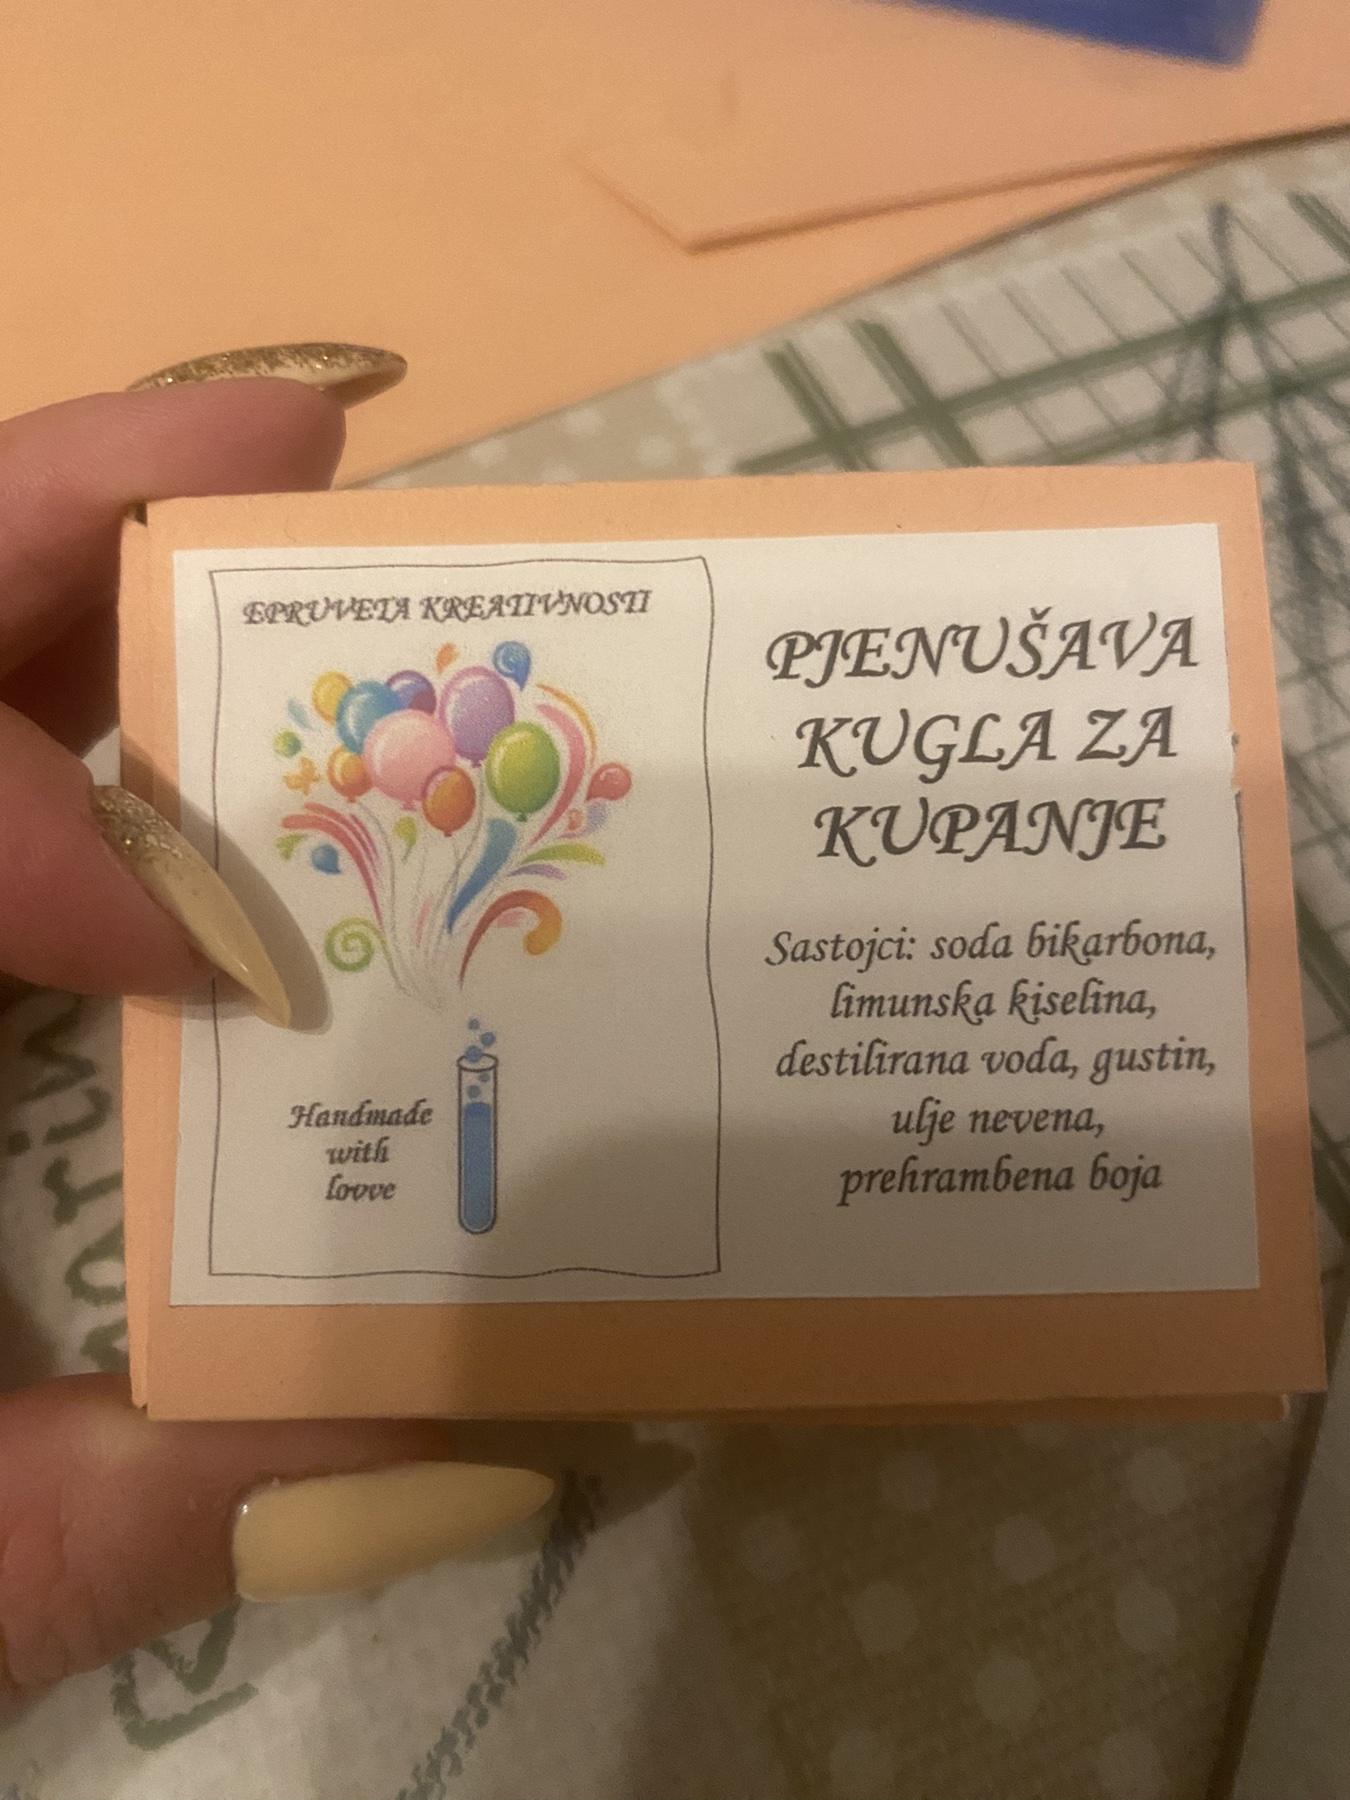 EPRUVETA KREATIVNOSTI
Handmade
with
loove
PJENUŠAVA
KUGLA ZA
KUPANJE
Sastojci: soda bikarbona,
limunska kiselina,
destilirana voda, gustin,
ulje nevena,
prehrambena boja